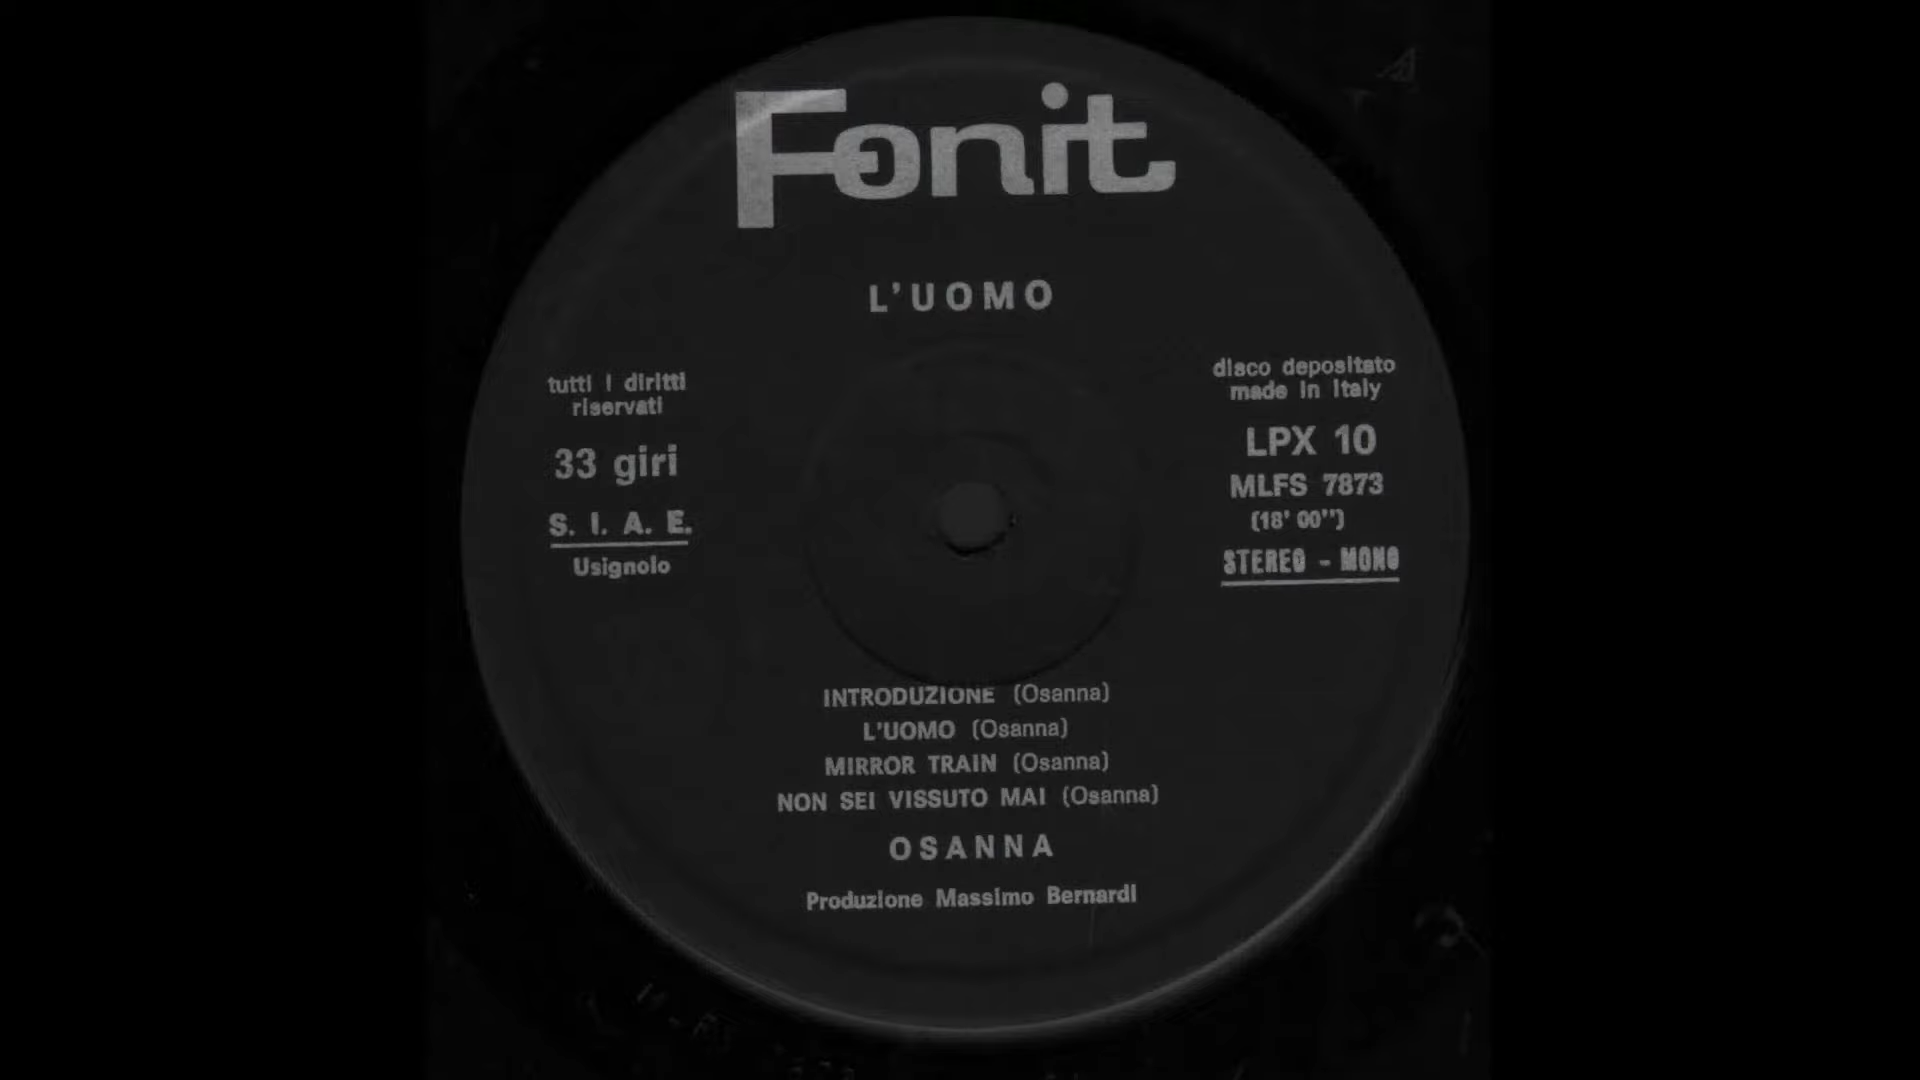 Fonit
L'UOMO
tutti i diritti
riservati
33 giri
S. I. A. E.
Usignolo
disco depositato
made in Italy
LPX 10
MLFS 7873
(18' 00'')
STEREO - MONO
INTRODUZIONE (Osanna)
L'UOMO (Osanna)
MIRROR TRAIN (Osanna)
NON SEI VISSUTO MAI (Osanna)
OSANNA
Produzione Massimo Bernardi